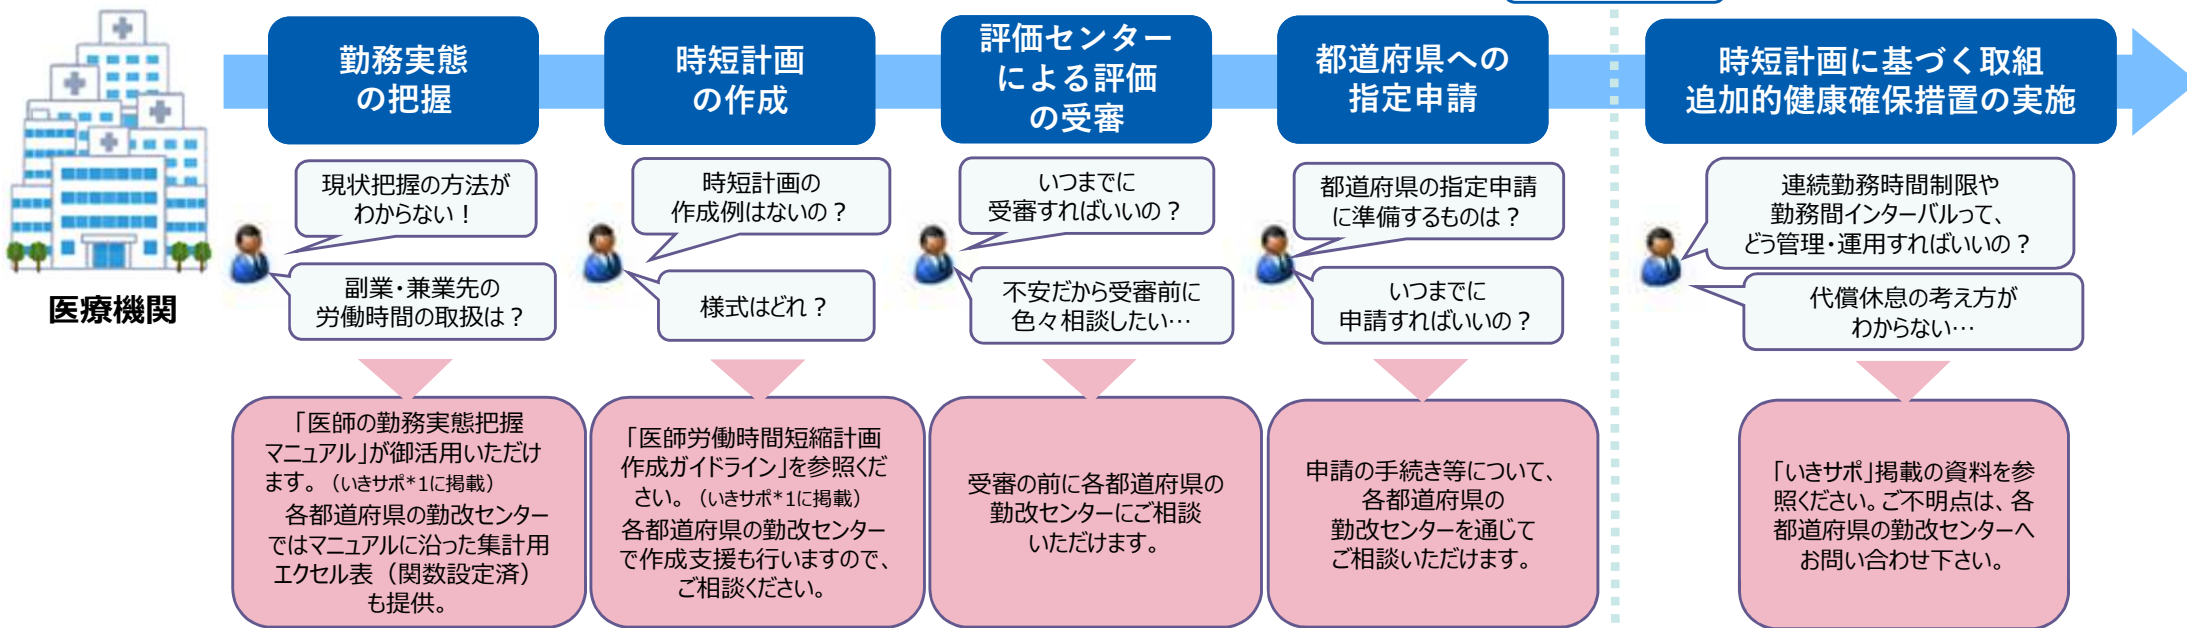 医療機関
勤務実態
の把握
現状把握の方法が
わからない！
副業・兼業先の
労働時間の取扱は？
「医師の勤務実態把握
マニュアル」が御活用いただけ
ます。（いきサポ*1に掲載）
各都道府県の勤改センター
ではマニュアルに沿った集計用
エクセル表（関数設定済）
も提供。
時短計画
の作成
時短計画の
作成例はないの？
様式はどれ？
「医師労働時間短縮計画
作成ガイドライン」を参照くだ
さい。（いきサポ*1に掲載）
各都道府県の勤改センター
で作成支援も行いますので、
ご相談ください。
評価センター
による評価
の受審
いつまでに
受審すればいいの？
不安だから受審前に
色々相談したい…
受審の前に各都道府県の
勤改センターにご相談
いただけます。
都道府県への
指定申請
都道府県の指定申請
に準備するものは？
いつまでに
申請すればいいの？
申請の手続き等について、
各都道府県の
勤改センターを通じて
ご相談いただけます。
時短計画に基づく取組
追加的健康確保措置の実施
連続勤務時間制限や
勤務間インターバルって、
どう管理・運用すればいいの？
代償休息の考え方が
わからない…
「いきサポ」掲載の資料を参
照ください。ご不明点は、各
都道府県の勤改センターへ
お問い合わせ下さい。